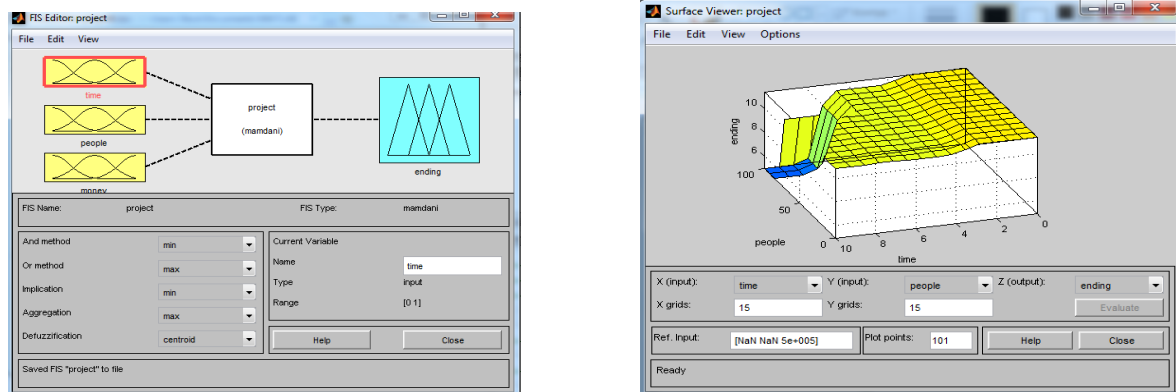 FIS Editor: project
File Edit View
time
people
money
project
(mamdani)
ending
FIS Name: project FIS Type: mamdani
And method min
Or method max
Implication min
Aggregation max
Defuzzification centroid
Current Variable
Name time
Type input
Range [0 1]
Help Close
Saved FIS "project" to file
Surface Viewer: project
File Edit View Options
10
8
6
ending
100
50
0
people
10 8 6 4 2 0
time
X (input): time Y (input): people Z (output): ending
X grids: 15 Y grids: 15 Evaluate
Ref. Input: [NaN NaN 5e+005] Plot points: 101 Help Close
Ready